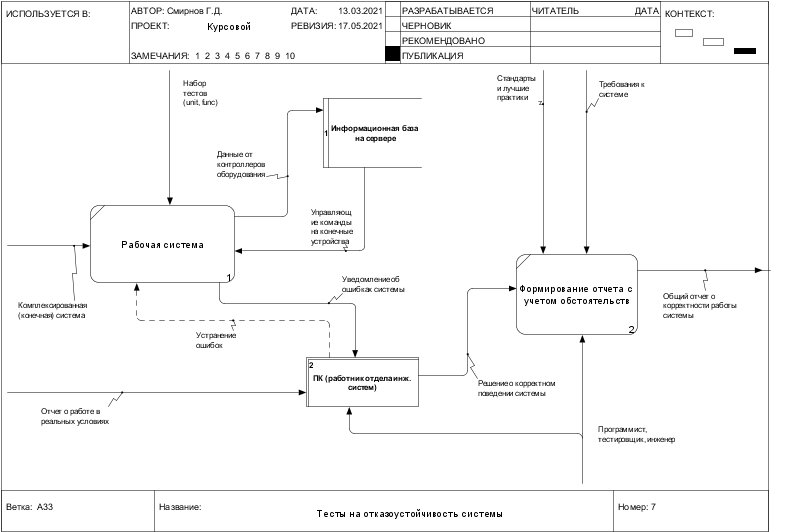 ИСПОЛЬЗУЕТСЯ В:
АВТОР: Смирнов Г.Д.
ДАТА: 13.03.2021
ПРОЕКТ: Курсовой
РЕВИЗИЯ: 17.05.2021
ЗАМЕЧАНИЯ: 1 2 3 4 5 6 7 8 9 10
РАЗРАБАТЫВАЕТСЯ
ЧЕРНОВИК
РЕКОМЕНДОВАНО
ПУБЛИКАЦИЯ
ЧИТАТЕЛЬ ДАТА
КОНТЕКСТ:
Набор
тестов
(unit, func)
Стандарты
и лучшие
практики
Требования к
системе
1
Информационная база
на сервере
Данные от
контроллеров
оборудования
Управляющ
ие команды
на конечные
устройства
Рабочая система
1
Комплексированная
(конечная) система
Уведомление об
ошибках системы
Устранение
ошибок
Формирование отчета с
учетом обстоятельств
2
Общий отчет о
корректности работы
системы
2
ПК (работник отдела инж.
систем)
Решение о корректном
поведении системы
Отчет о работе в
реальных условиях
Программист,
тестировщик, инженер
Ветка: A33
Название:
Тесты на отказоустойчивость системы
Номер: 7